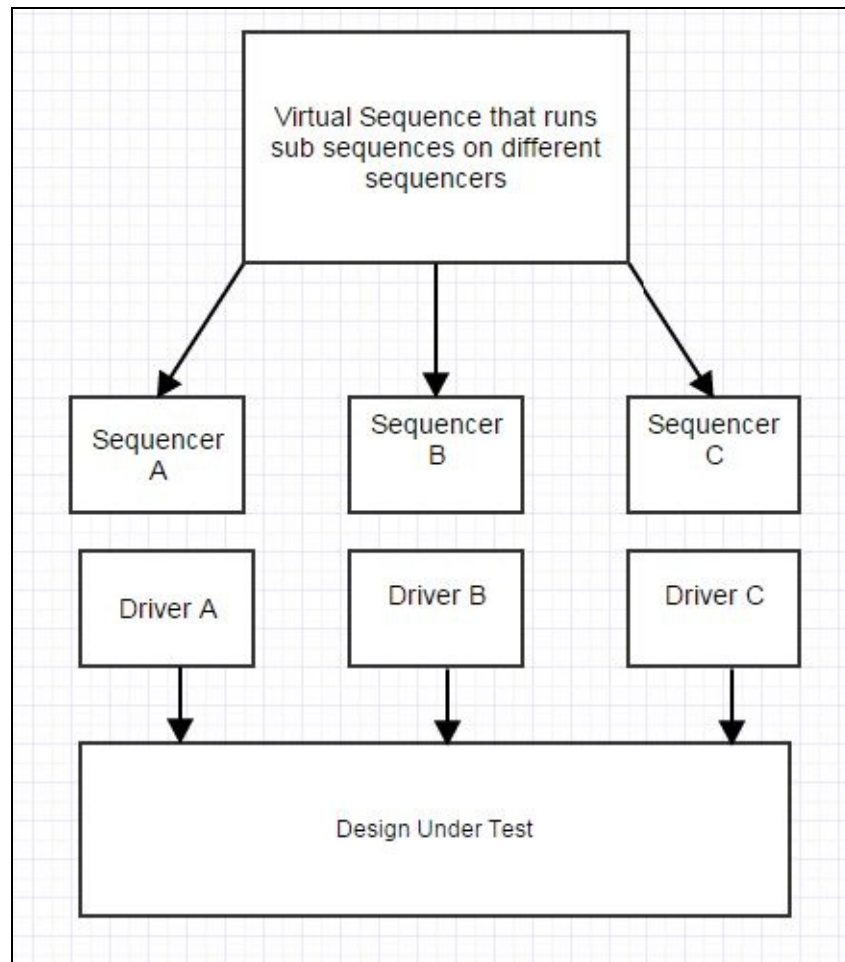 Virtual Sequence that runs
sub sequences on different
sequencers
Sequencer
A
Sequencer
B
Sequencer
C
Driver A
Driver B
Driver C
Design Under Test